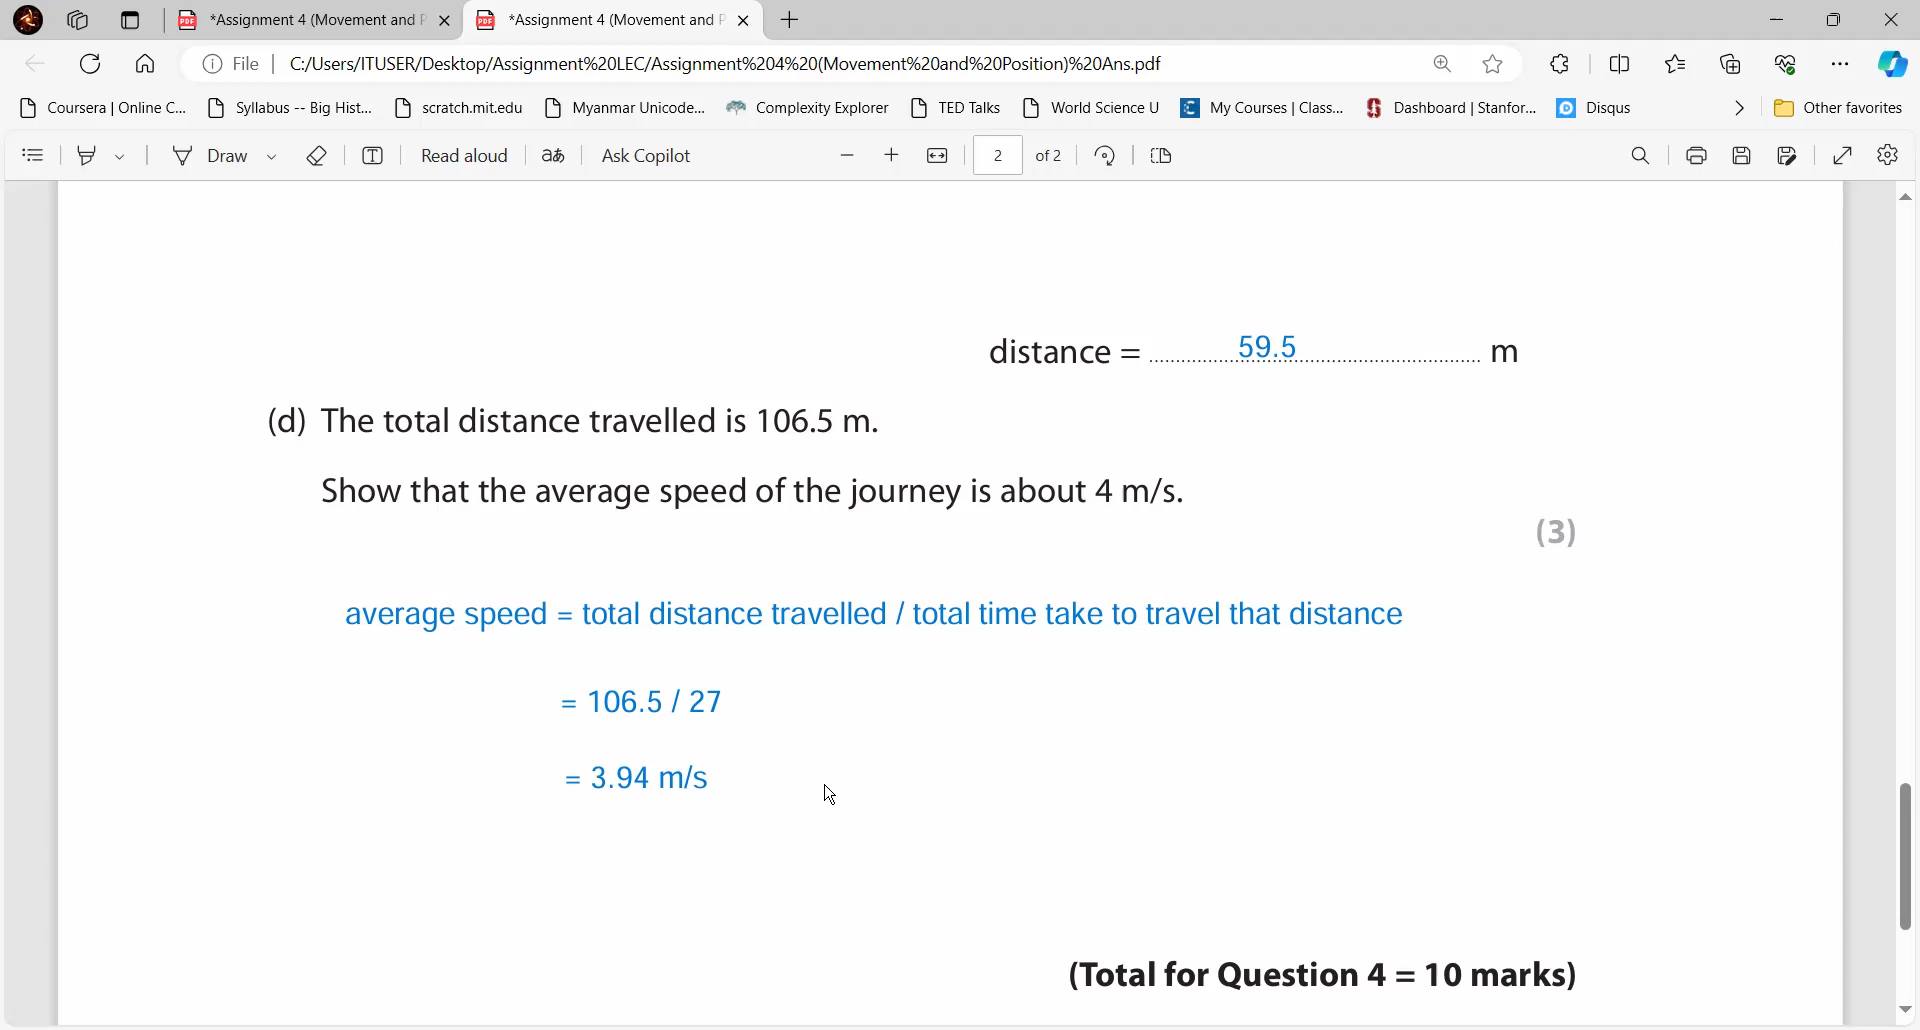 *Assignment 4 (Movement and P
*Assignment 4 (Movement and P
File
C:/Users/ITUSER/Desktop/Assignment%20LEC/Assignment%204%20(Movement%20and%20Position)%20Ans.pdf
Coursera | Online C...
Syllabus -- Big Hist...
scratch.mit.edu
Myanmar Unicode...
Complexity Explorer
TED Talks
World Science U
My Courses | Class...
Dashboard | Stanfor...
Disqus
Other favorites
Draw
Read aloud
aあ
Ask Copilot
2
of 2
distance = 59.5 m
(d) The total distance travelled is 106.5 m.
Show that the average speed of the journey is about 4 m/s.
(3)
average speed = total distance travelled / total time take to travel that distance
= 106.5 / 27
= 3.94 m/s
(Total for Question 4 = 10 marks)